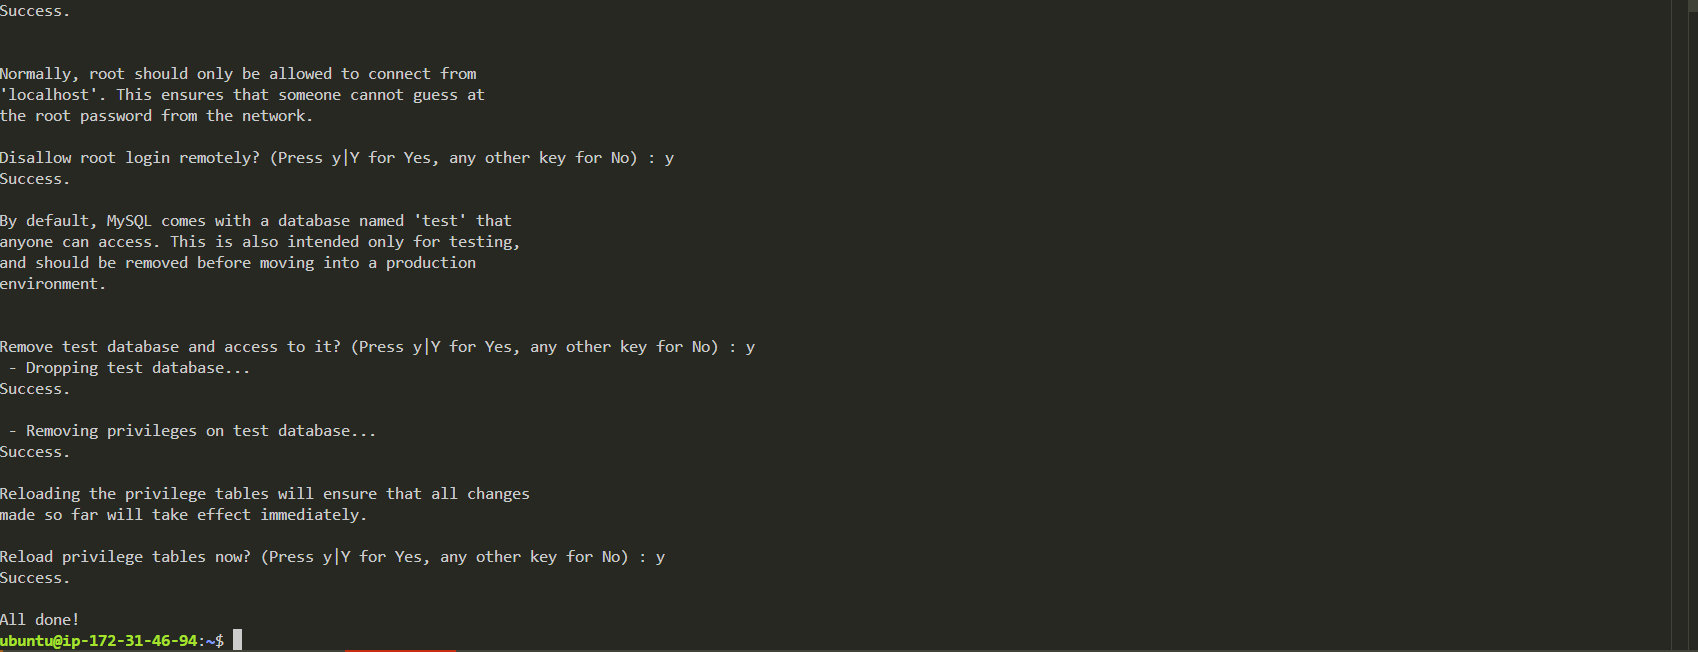 Success.
Normally, root should only be allowed to connect from
'localhost'. This ensures that someone cannot guess at
the root password from the network.
Disallow root login remotely? (Press y|Y for Yes, any other key for No) : y
Success.
By default, MySQL comes with a database named 'test' that
anyone can access. This is also intended only for testing,
and should be removed before moving into a production
environment.
Remove test database and access to it? (Press y|Y for Yes, any other key for No) : y
 - Dropping test database...
Success.
 - Removing privileges on test database...
Success.
Reloading the privilege tables will ensure that all changes
made so far will take effect immediately.
Reload privilege tables now? (Press y|Y for Yes, any other key for No) : y
Success.
All done!
ubuntu@ip-172-31-46-94:~$